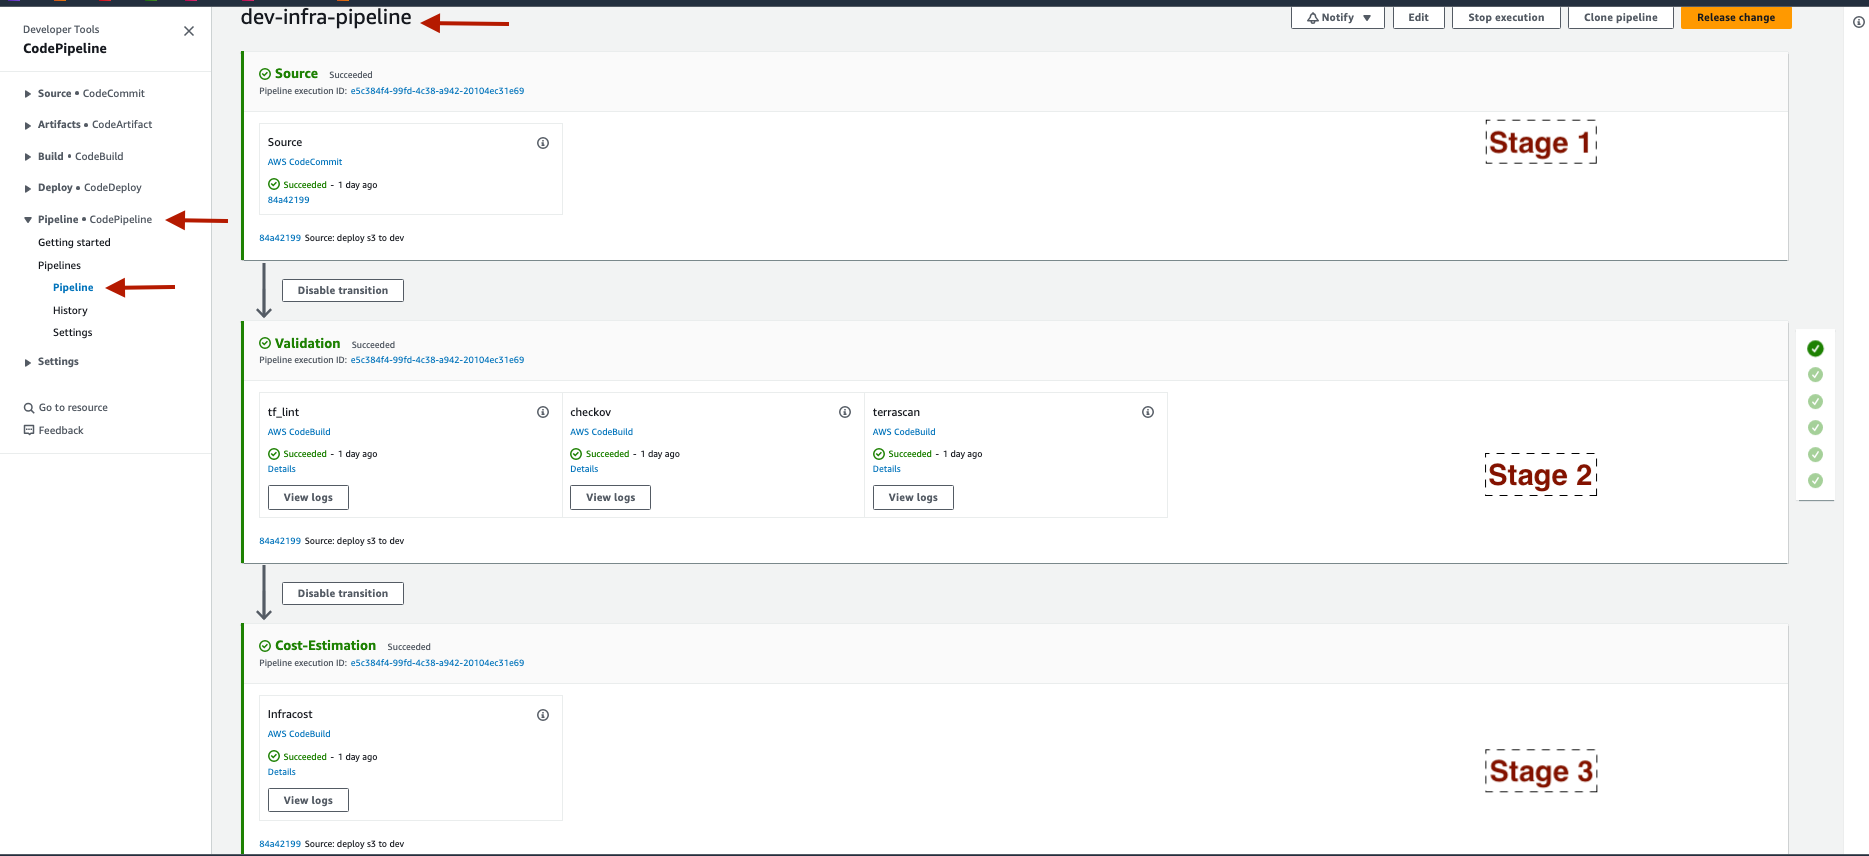 Developer Tools
CodePipeline
Source • CodeCommit
Artifacts • CodeArtifact
Build • CodeBuild
Deploy • CodeDeploy
Pipeline • CodePipeline
Getting started
Pipelines
Pipeline
History
Settings
Settings
Go to resource
Feedback
dev-infra-pipeline
Notify
Edit
Stop execution
Clone pipeline
Release change
Source Succeeded
Pipeline execution ID: e5c384f4-99fd-4c38-a942-20104ec31e69
Source
AWS CodeCommit
Succeeded - 1 day ago
84a42199
84a42199 Source: deploy s3 to dev
Stage 1
Disable transition
Validation Succeeded
Pipeline execution ID: e5c384f4-99fd-4c38-a942-20104ec31e69
tf_lint
AWS CodeBuild
Succeeded - 1 day ago
Details
View logs
checkov
AWS CodeBuild
Succeeded - 1 day ago
Details
View logs
terrascan
AWS CodeBuild
Succeeded - 1 day ago
Details
View logs
84a42199 Source: deploy s3 to dev
Stage 2
Disable transition
Cost-Estimation Succeeded
Pipeline execution ID: e5c384f4-99fd-4c38-a942-20104ec31e69
Infracost
AWS CodeBuild
Succeeded - 1 day ago
Details
View logs
84a42199 Source: deploy s3 to dev
Stage 3